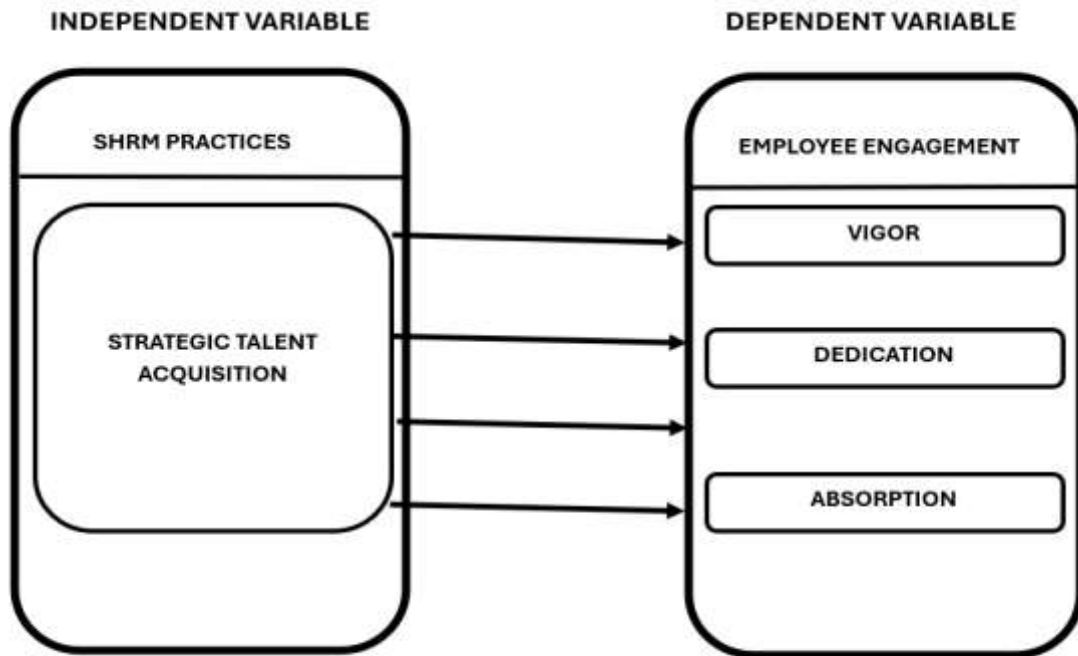 INDEPENDENT VARIABLE
DEPENDENT VARIABLE
SHRM PRACTICES
EMPLOYEE ENGAGEMENT
VIGOR
STRATEGIC TALENT
ACQUISITION
DEDICATION
ABSORPTION